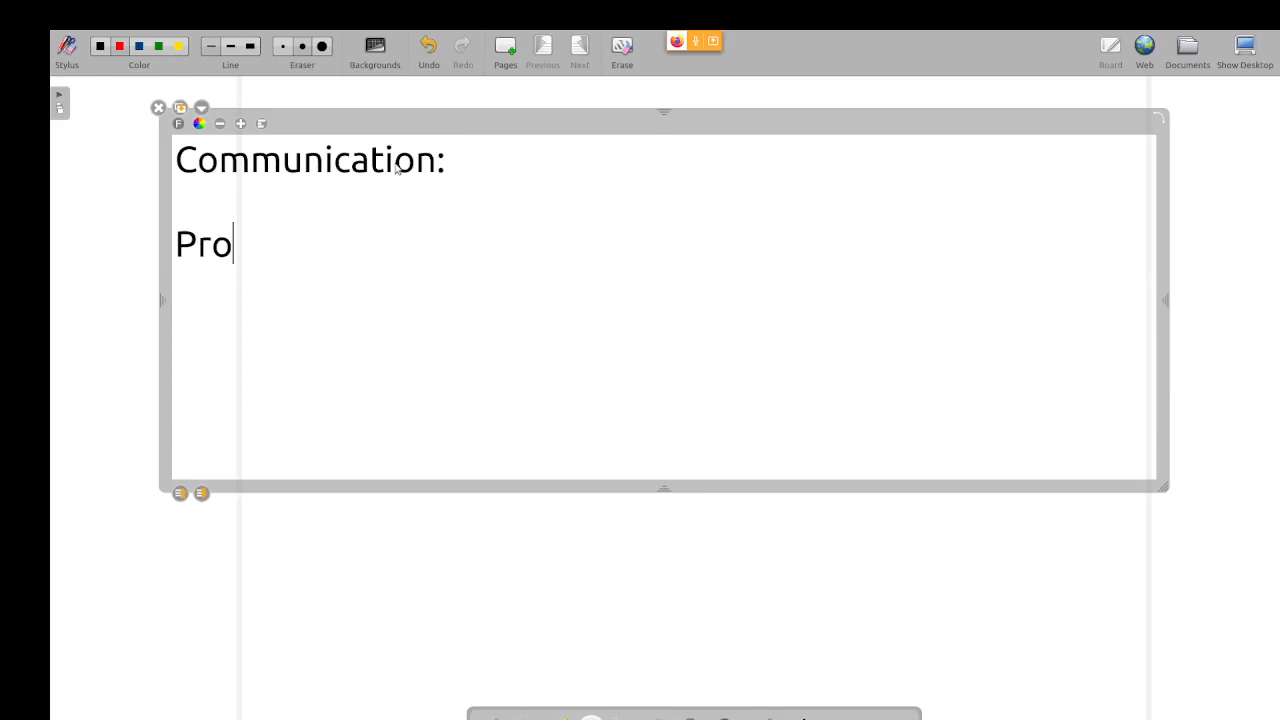 Stylus
Color
Line
Eraser
Backgrounds
Undo
Redo
Pages
Previous
Next
Erase
Board
Web
Documents
Show Desktop
F
Communication:
Pro